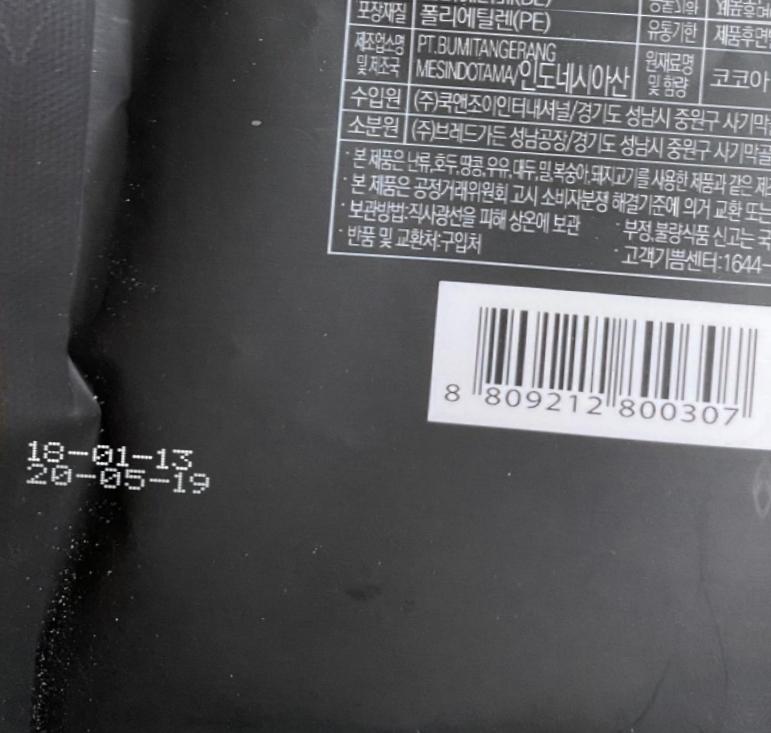 포장재질 폴리에틸렌(PE) 유통기한 제품후면
제조업소명 및 제조국 PT.BUMITANGERANG MESINDOTAMA/인도네시아산 원재료명 및 함량 코코아
수입원 (주)쿡앤조이인터내셔널/경기도 성남시 중원구 사기막
소분원 (주)브레드가든 성남공장/경기도 성남시 중원구 사기막골
· 본 제품은 난류,호두,땅콩,우유,대두,밀,복숭아,돼지고기를 사용한 제품과 같은
· 본 제품은 공정거래위원회 고시 소비자분쟁 해결기준에 의거 교환 또는
· 보관방법:직사광선을 피해 상온에 보관 · 부정,불량식품 신고는 국
· 반품 및 교환처:구입처 · 고객기쁨센터:1644-
8 809212 800307
18-01-13
20-05-19